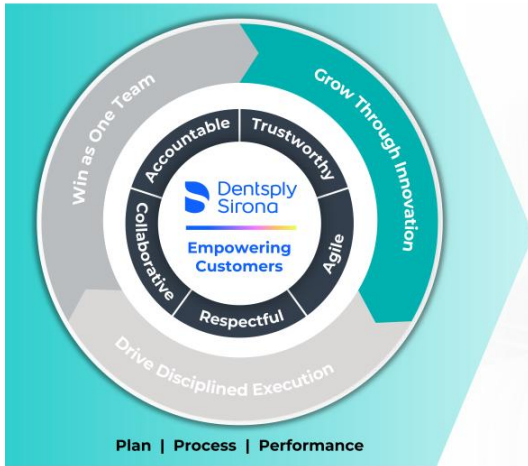 Win as One Team
Grow Through Innovation
Drive Disciplined Execution
Accountable
Trustworthy
Agile
Respectful
Collaborative
Dentsply
Sirona
Empowering
Customers
Plan | Process | Performance